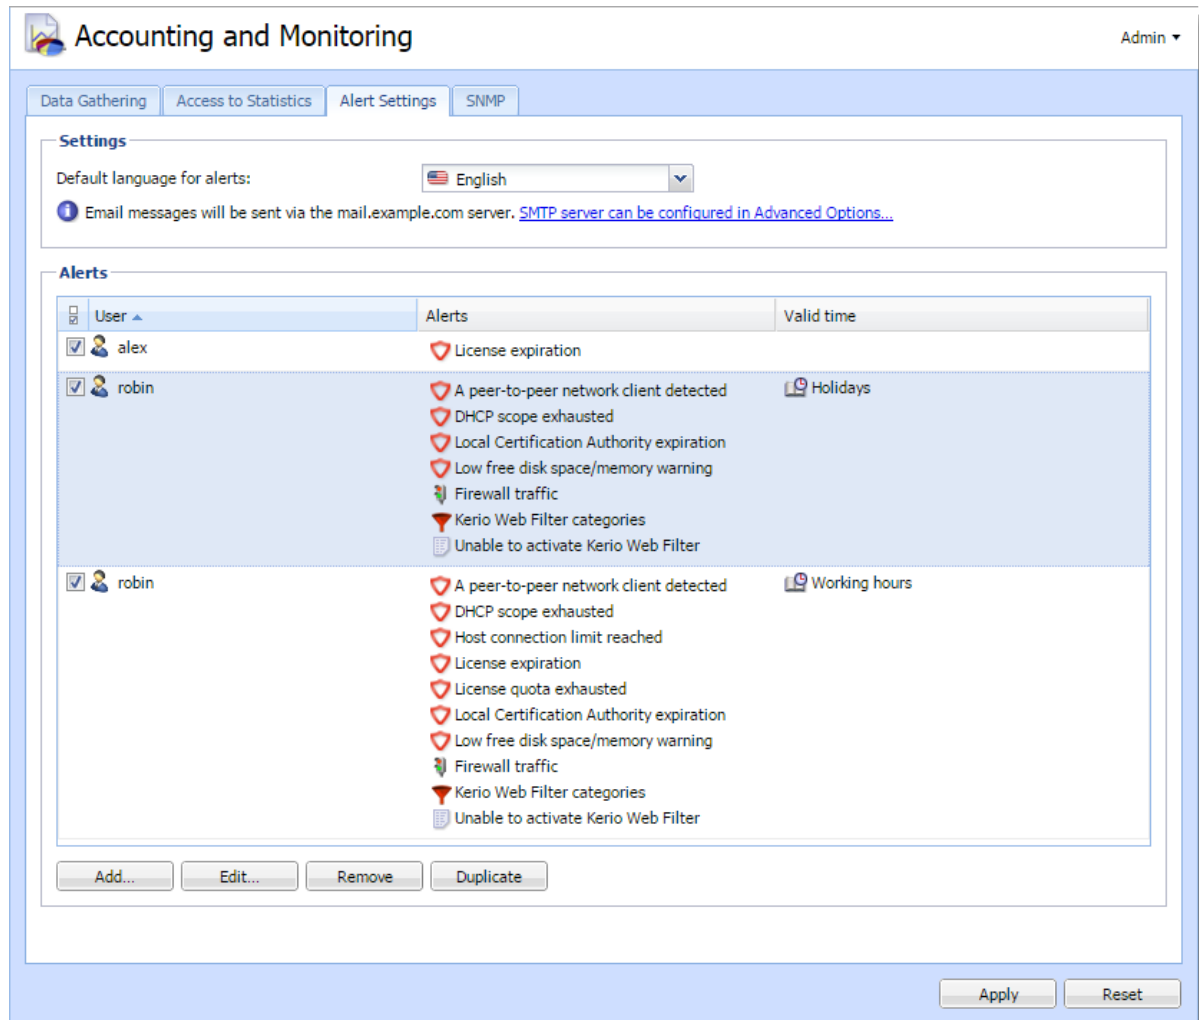 Accounting and Monitoring
Admin
Data Gathering
Access to Statistics
Alert Settings
SNMP
Settings
Default language for alerts:
English
Email messages will be sent via the mail.example.com server. SMTP server can be configured in Advanced Options...
Alerts
User
Alerts
Valid time
alex
License expiration
robin
A peer-to-peer network client detected
Holidays
DHCP scope exhausted
Local Certification Authority expiration
Low free disk space/memory warning
Firewall traffic
Kerio Web Filter categories
Unable to activate Kerio Web Filter
robin
A peer-to-peer network client detected
Working hours
DHCP scope exhausted
Host connection limit reached
License expiration
License quota exhausted
Local Certification Authority expiration
Low free disk space/memory warning
Firewall traffic
Kerio Web Filter categories
Unable to activate Kerio Web Filter
Add...
Edit...
Remove
Duplicate
Apply
Reset